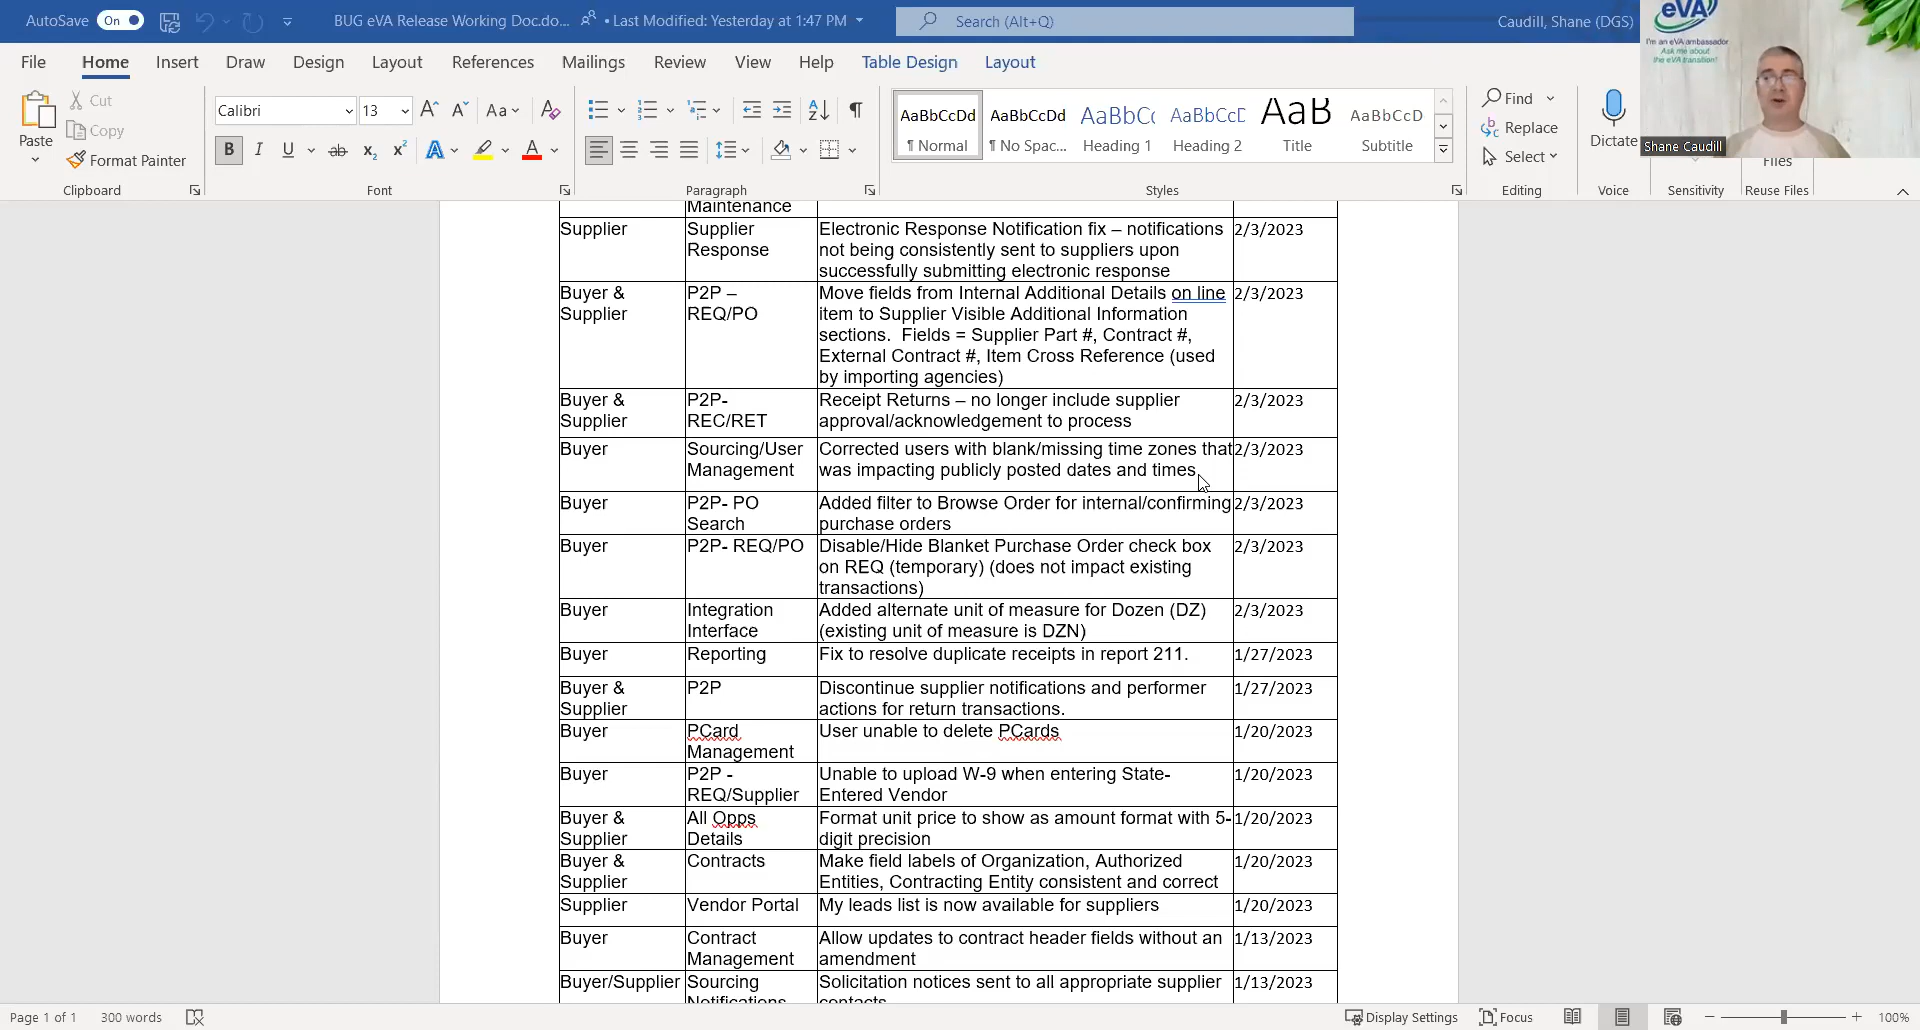 AutoSave On
BUG eVA Release Working Doc.do...
• Last Modified: Yesterday at 1:47 PM
Search (Alt+Q)
Caudill, Shane (DGS)
eVA
I'm an eVA ambassador
Ask me about
the eVA transition!
Shane Caudill
File Home Insert Draw Design Layout References Mailings Review View Help Table Design Layout
Paste
Cut
Copy
Format Painter
Clipboard
Calibri 13
Font
Paragraph
AaBbCcDd ¶ Normal
AaBbCcDd ¶ No Spac...
AaBbCc Heading 1
AaBbCcD Heading 2
AaB Title
AaBbCcD Subtitle
Styles
Find
Replace
Select
Editing
Dictate
Voice
Sensitivity
Files
Reuse Files
Maintenance
Supplier
Supplier
Response
Electronic Response Notification fix – notifications
not being consistently sent to suppliers upon
successfully submitting electronic response
2/3/2023
Buyer &
Supplier
P2P –
REQ/PO
Move fields from Internal Additional Details on line
item to Supplier Visible Additional Information
sections.  Fields = Supplier Part #, Contract #,
External Contract #, Item Cross Reference (used
by importing agencies)
2/3/2023
Buyer &
Supplier
P2P-
REC/RET
Receipt Returns – no longer include supplier
approval/acknowledgement to process
2/3/2023
Buyer
Sourcing/User
Management
Corrected users with blank/missing time zones that
was impacting publicly posted dates and times.
2/3/2023
Buyer
P2P- PO
Search
Added filter to Browse Order for internal/confirming
purchase orders
2/3/2023
Buyer
P2P- REQ/PO
Disable/Hide Blanket Purchase Order check box
on REQ (temporary) (does not impact existing
transactions)
2/3/2023
Buyer
Integration
Interface
Added alternate unit of measure for Dozen (DZ)
(existing unit of measure is DZN)
2/3/2023
Buyer
Reporting
Fix to resolve duplicate receipts in report 211.
1/27/2023
Buyer &
Supplier
P2P
Discontinue supplier notifications and performer
actions for return transactions.
1/27/2023
Buyer
PCard
Management
User unable to delete PCards
1/20/2023
Buyer
P2P -
REQ/Supplier
Unable to upload W-9 when entering State-
Entered Vendor
1/20/2023
Buyer &
Supplier
All Opps
Details
Format unit price to show as amount format with 5-
digit precision
1/20/2023
Buyer &
Supplier
Contracts
Make field labels of Organization, Authorized
Entities, Contracting Entity consistent and correct
1/20/2023
Supplier
Vendor Portal
My leads list is now available for suppliers
1/20/2023
Buyer
Contract
Management
Allow updates to contract header fields without an
amendment
1/13/2023
Buyer/Supplier
Sourcing
Notifications
Solicitation notices sent to all appropriate supplier
contacts
1/13/2023
Page 1 of 1
300 words
Display Settings
Focus
100%